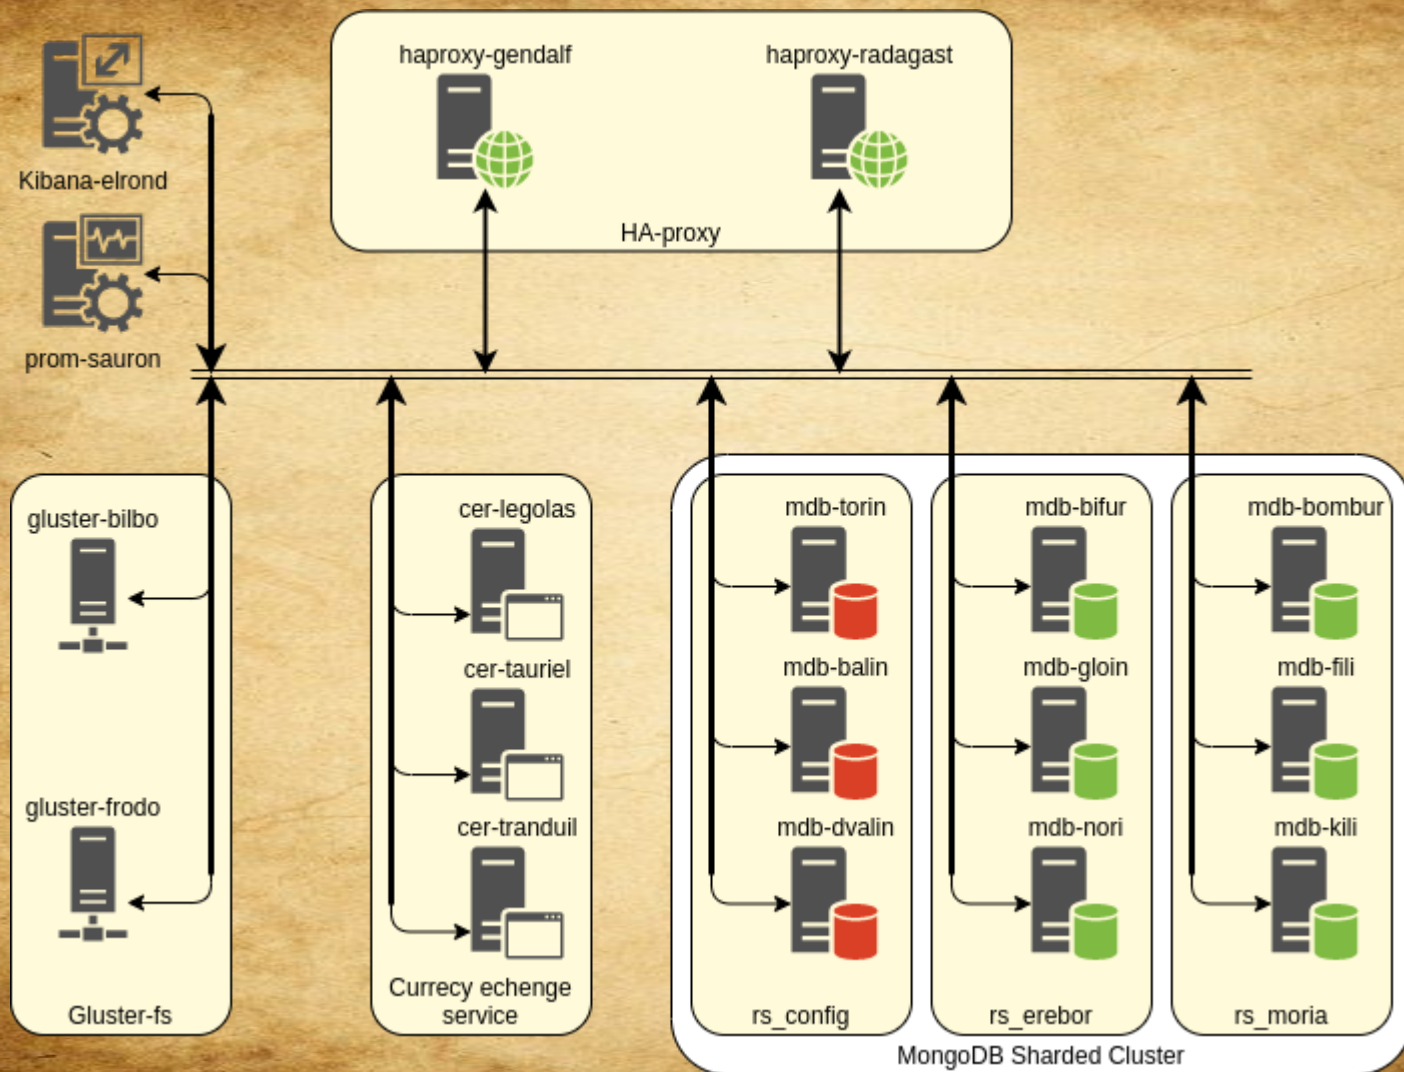 haproxy-gendalf
haproxy-radagast
HA-proxy
Kibana-elrond
prom-sauron
gluster-bilbo
gluster-frodo
Gluster-fs
cer-legolas
cer-tauriel
cer-tranduil
Currecy echenge
service
mdb-torin
mdb-balin
mdb-dvalin
rs_config
mdb-bifur
mdb-gloin
mdb-nori
rs_erebor
mdb-bombur
mdb-fili
mdb-kili
rs_moria
MongoDB Sharded Cluster